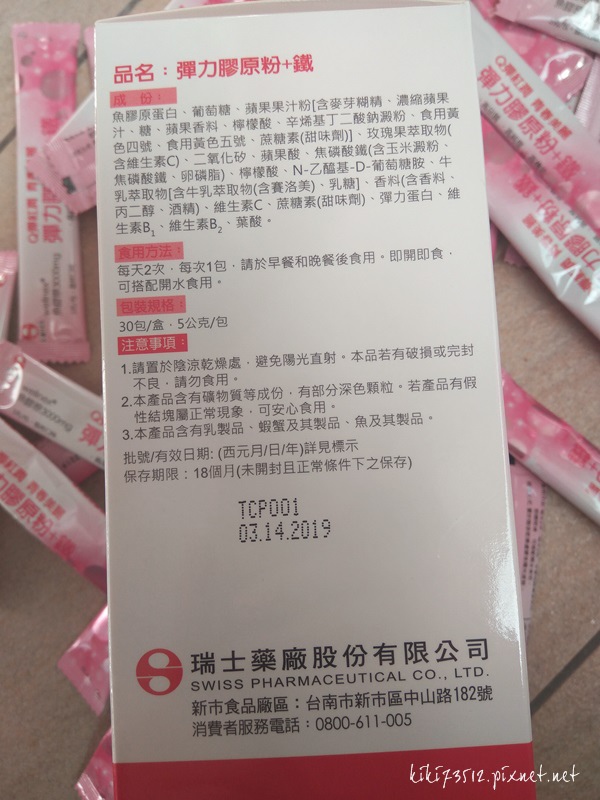 品名：彈力膠原粉+鐵
成　份：
魚膠原蛋白、葡萄糖、蘋果果汁粉[含麥芽糊精、濃縮蘋果
汁、糖、蘋果香料、檸檬酸、辛烯基丁二酸鈉澱粉、食用黃
色四號、食用黃色五號、蔗糖素(甜味劑)]、玫瑰果萃取物(
含維生素C)、二氧化矽、蘋果酸、焦磷酸鐵(含玉米澱粉、
焦磷酸鐵、卵磷脂)、檸檬酸、N-乙醯基-D-葡萄糖胺、牛
乳萃取物[含牛乳萃取物(含賽洛美)、乳糖]、香料(含香料、
丙二醇、酒精)、維生素C、蔗糖素(甜味劑)、彈力蛋白、維
生素B1、維生素B2、葉酸。
食用方法：
每天2次，每次1包，請於早餐和晚餐後食用。即開即食，
可搭配開水食用。
包裝規格：
30包/盒，5公克/包
注意事項：
1.請置於陰涼乾燥處，避免陽光直射。本品若有破損或完封
不良，請勿食用。
2.本產品含有礦物質等成份，有部分深色顆粒。若產品有假
性結塊屬正常現象，可安心食用。
3.本產品含有乳製品、蝦蟹及其製品、魚及其製品。
批號/有效日期: (西元月/日/年)詳見標示
保存期限：18個月(未開封且正常條件下之保存)
TCP001
03.14.2019
瑞士藥廠股份有限公司
SWISS PHARMACEUTICAL CO., LTD.
新市食品廠區：台南市新市區中山路182號
消費者服務電話：0800-611-005
kiki73512.pixnet.net
彈力膠原粉+鐵
彈力膠原粉+鐵